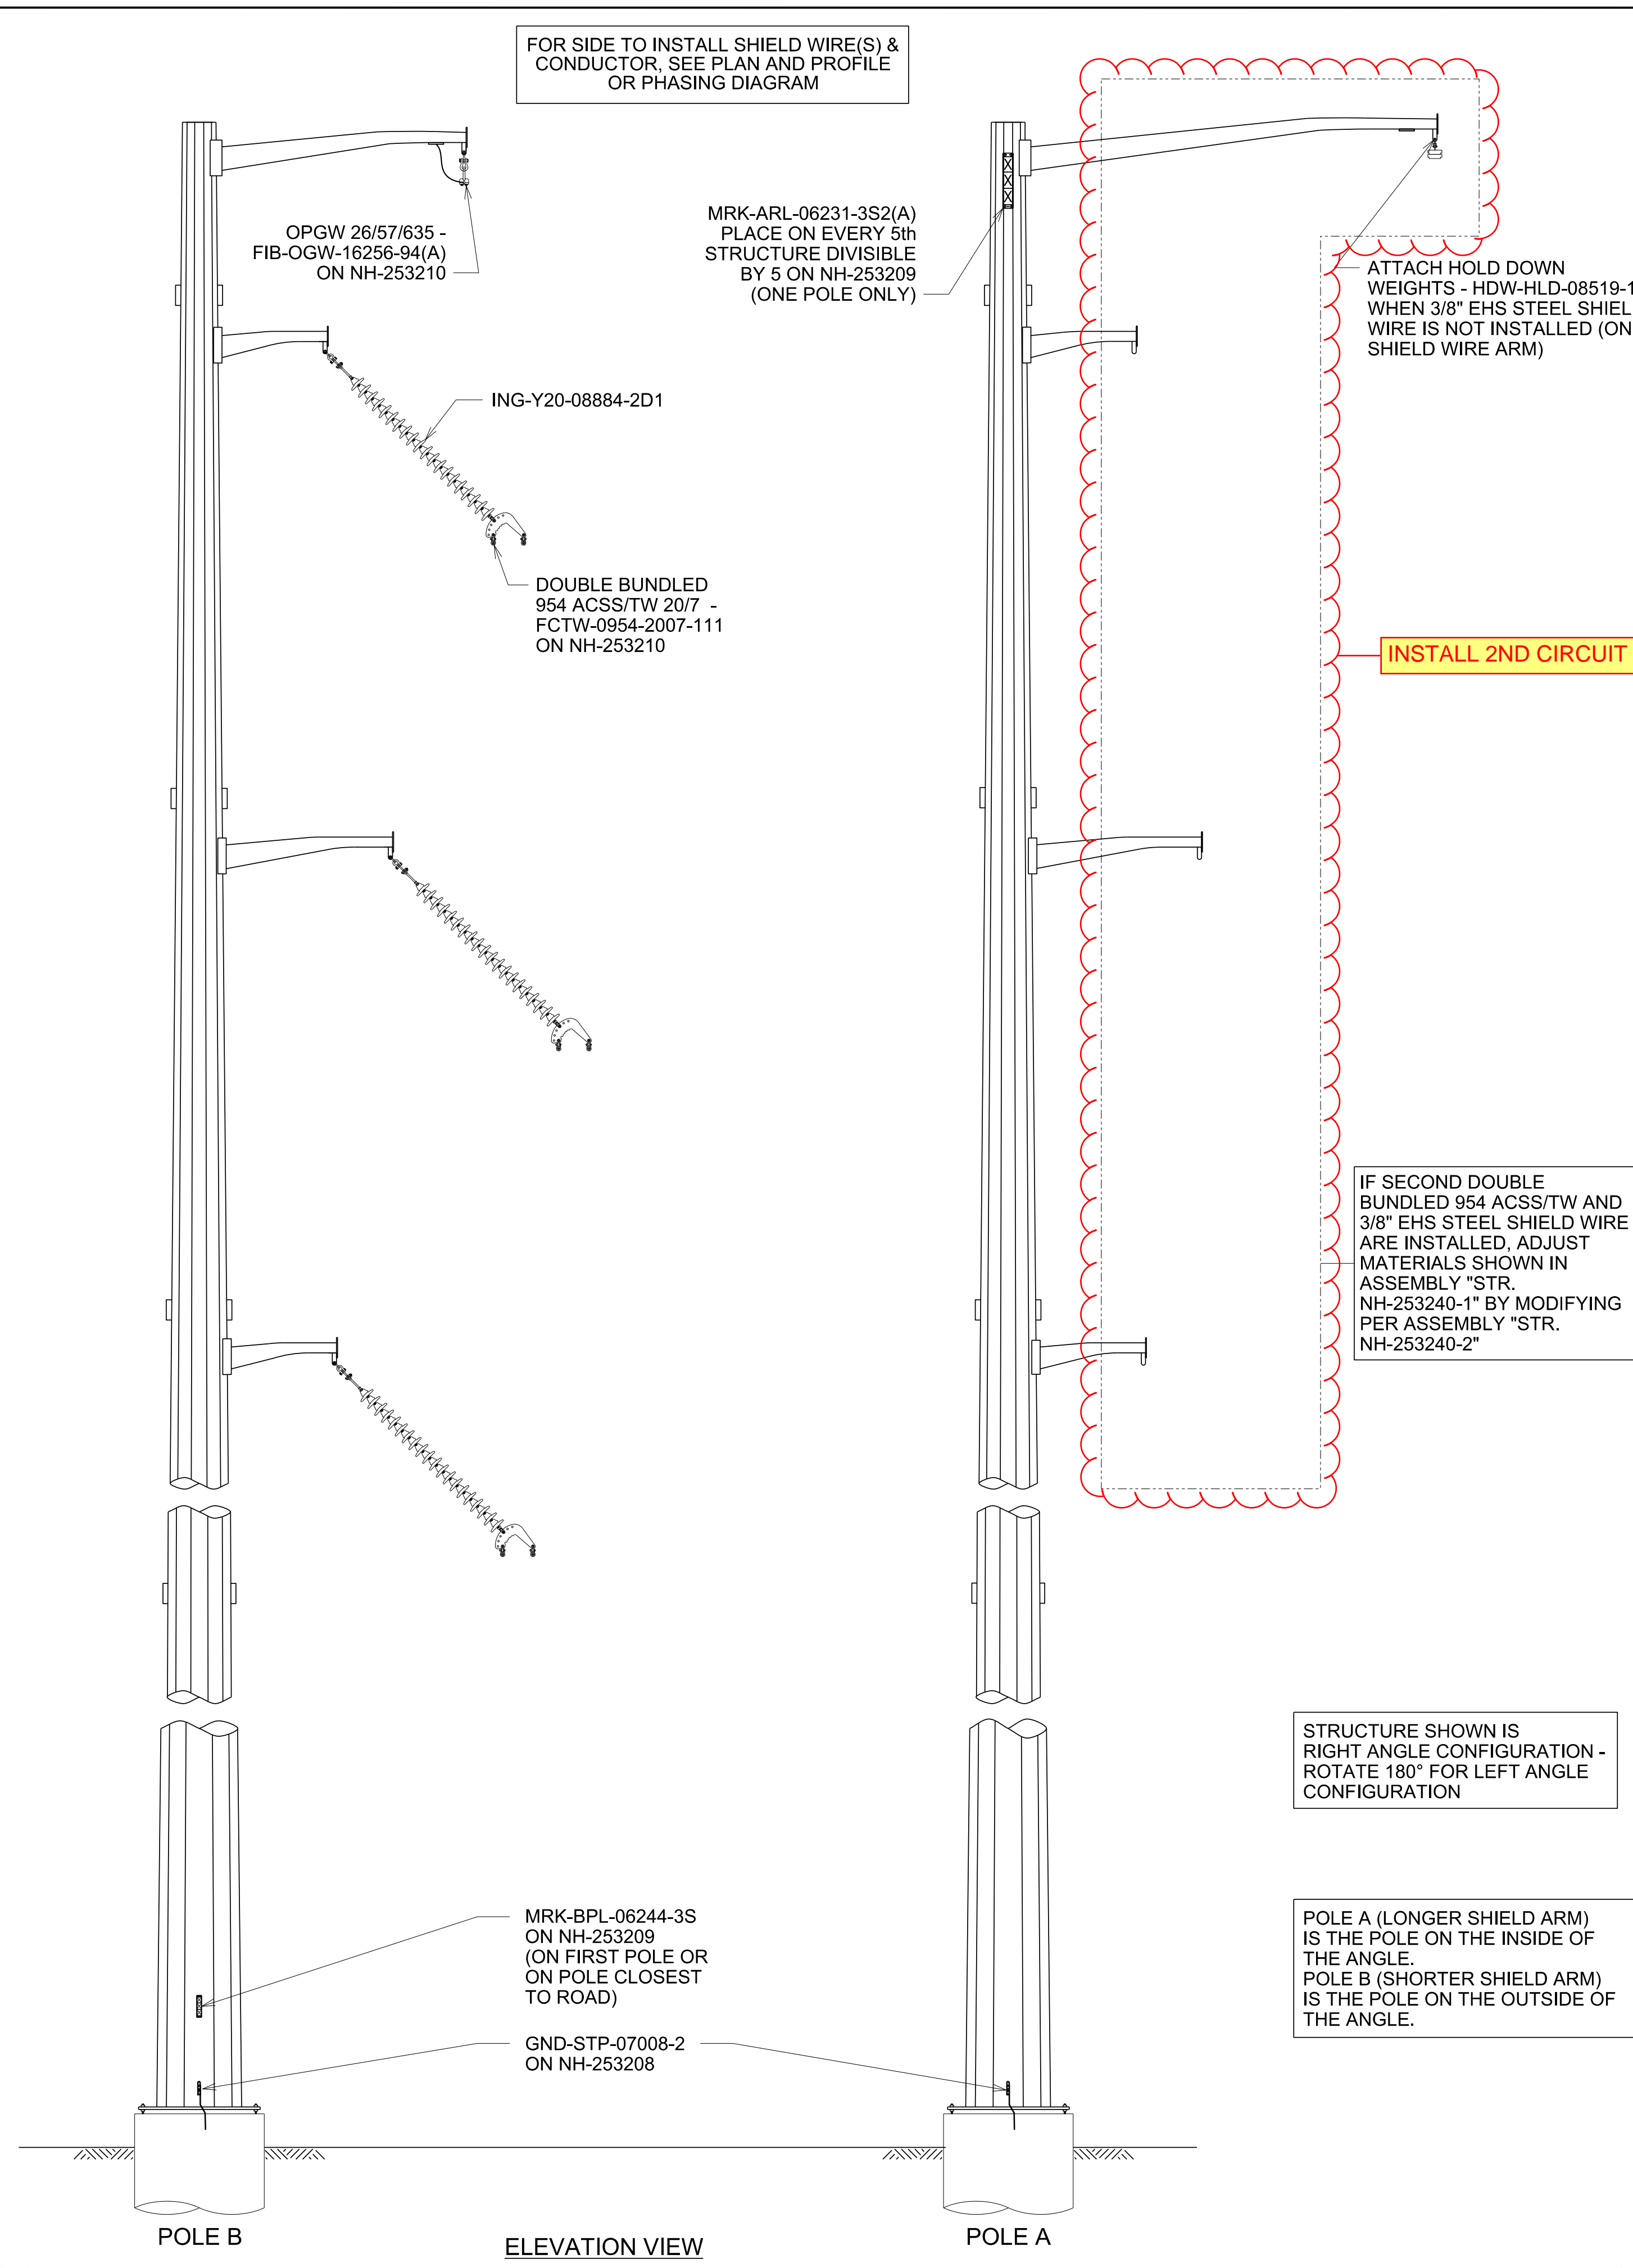 FOR SIDE TO INSTALL SHIELD WIRE(S) &
CONDUCTOR, SEE PLAN AND PROFILE
OR PHASING DIAGRAM
OPGW 26/57/635 -
FIB-OGW-16256-94(A)
ON NH-253210
MRK-ARL-06231-3S2(A)
PLACE ON EVERY 5th
STRUCTURE DIVISIBLE
BY 5 ON NH-253209
(ONE POLE ONLY)
ATTACH HOLD DOWN
WEIGHTS - HDW-HLD-08519-1
WHEN 3/8" EHS STEEL SHIEL
WIRE IS NOT INSTALLED (ON
SHIELD WIRE ARM)
ING-Y20-08884-2D1
DOUBLE BUNDLED
954 ACSS/TW 20/7 -
FCTW-0954-2007-111
ON NH-253210
INSTALL 2ND CIRCUIT
IF SECOND DOUBLE
BUNDLED 954 ACSS/TW AND
3/8" EHS STEEL SHIELD WIRE
ARE INSTALLED, ADJUST
MATERIALS SHOWN IN
ASSEMBLY "STR.
NH-253240-1" BY MODIFYING
PER ASSEMBLY "STR.
NH-253240-2"
STRUCTURE SHOWN IS
RIGHT ANGLE CONFIGURATION -
ROTATE 180° FOR LEFT ANGLE
CONFIGURATION
POLE A (LONGER SHIELD ARM)
IS THE POLE ON THE INSIDE OF
THE ANGLE.
POLE B (SHORTER SHIELD ARM)
IS THE POLE ON THE OUTSIDE OF
THE ANGLE.
MRK-BPL-06244-3S
ON NH-253209
(ON FIRST POLE OR
ON POLE CLOSEST
TO ROAD)
GND-STP-07008-2
ON NH-253208
POLE B
ELEVATION VIEW
POLE A